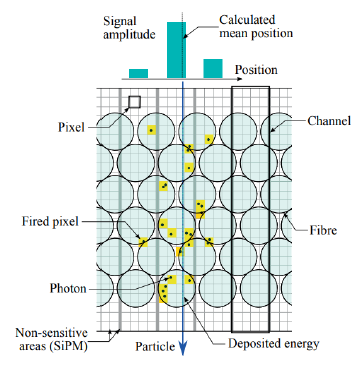 Signal
amplitude
Calculated
mean position
Position
Pixel
Channel
Fired pixel
Fibre
Photon
Non-sensitive
areas (SiPM)
Particle
Deposited energy